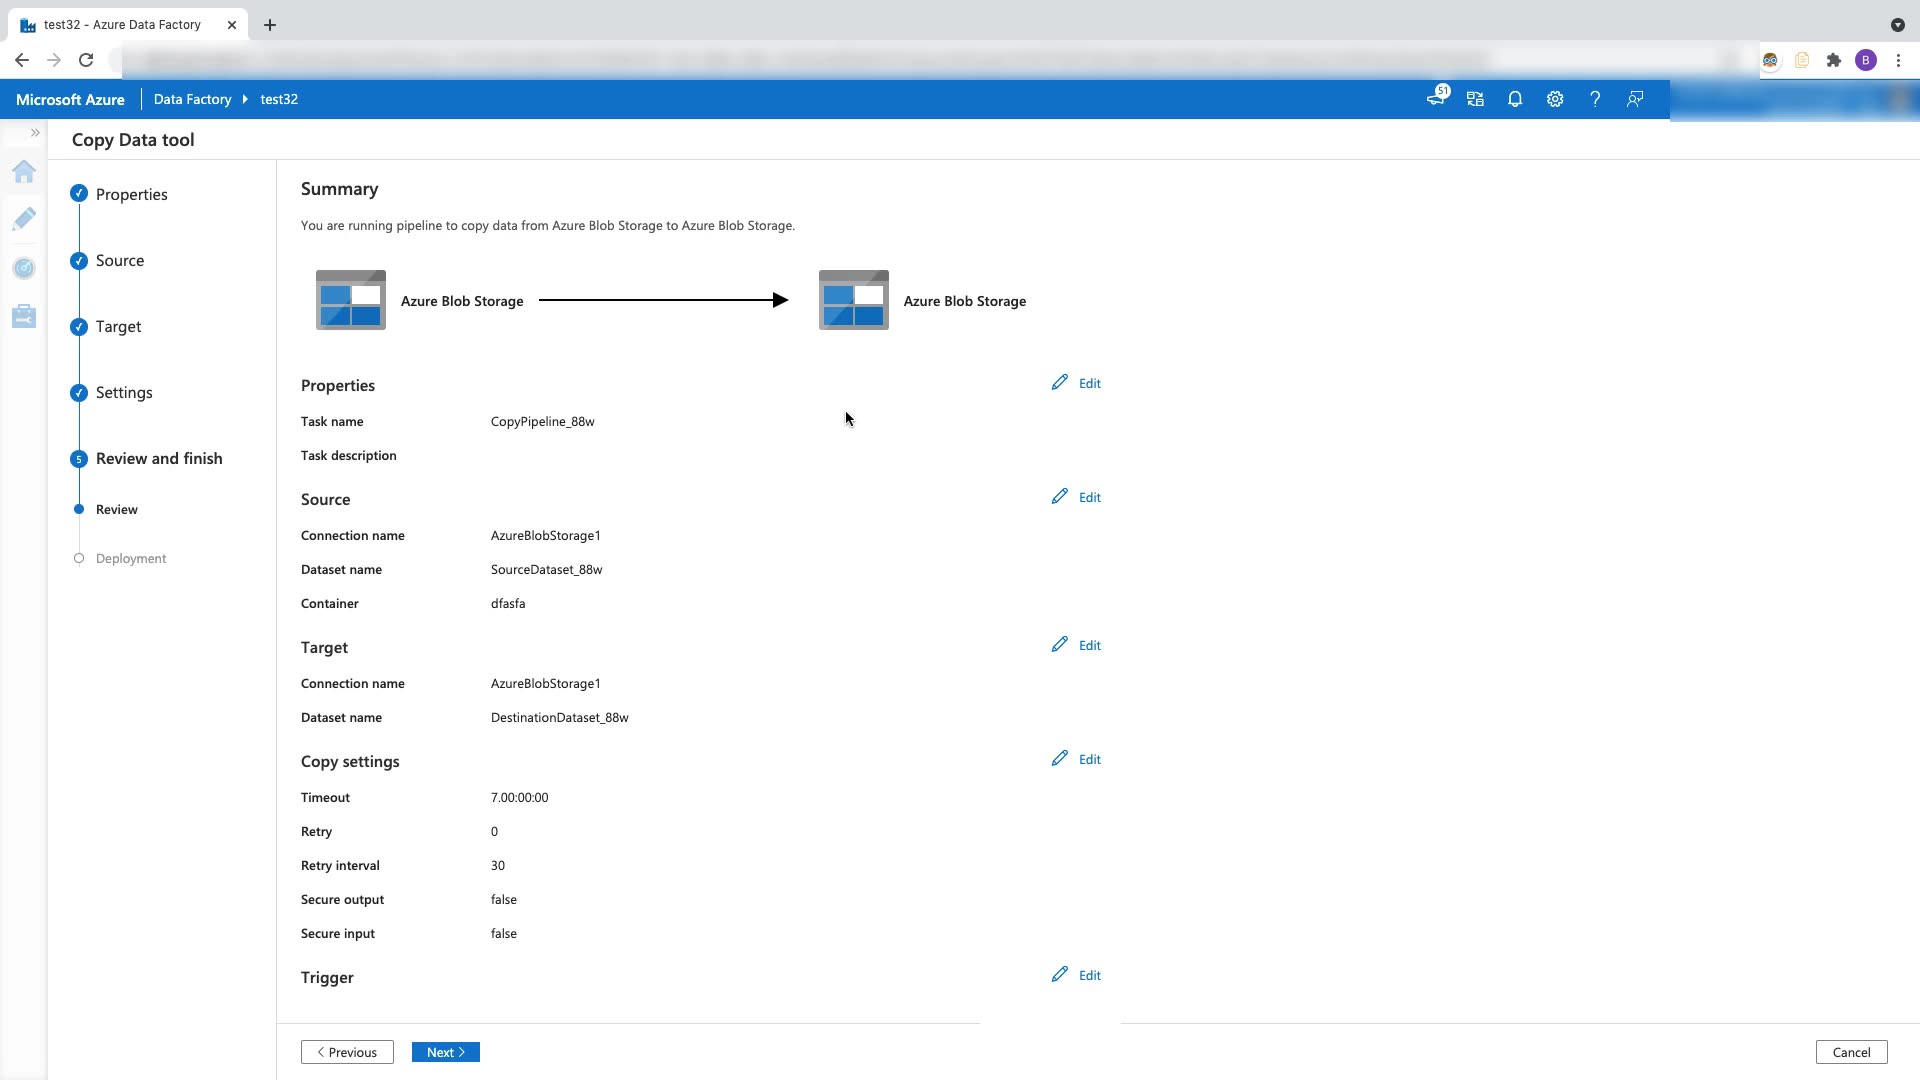 test32 - Azure Data Factory
B
Microsoft Azure
Data Factory
test32
51
Copy Data tool
Properties
Source
Target
Settings
5
Review and finish
Review
Deployment
Summary
You are running pipeline to copy data from Azure Blob Storage to Azure Blob Storage.
Azure Blob Storage
Azure Blob Storage
Properties
Edit
Task name
CopyPipeline_88w
Task description
Source
Edit
Connection name
AzureBlobStorage1
Dataset name
SourceDataset_88w
Container
dfasfa
Target
Edit
Connection name
AzureBlobStorage1
Dataset name
DestinationDataset_88w
Copy settings
Edit
Timeout
7.00:00:00
Retry
0
Retry interval
30
Secure output
false
Secure input
false
Trigger
Edit
Previous
Next
Cancel